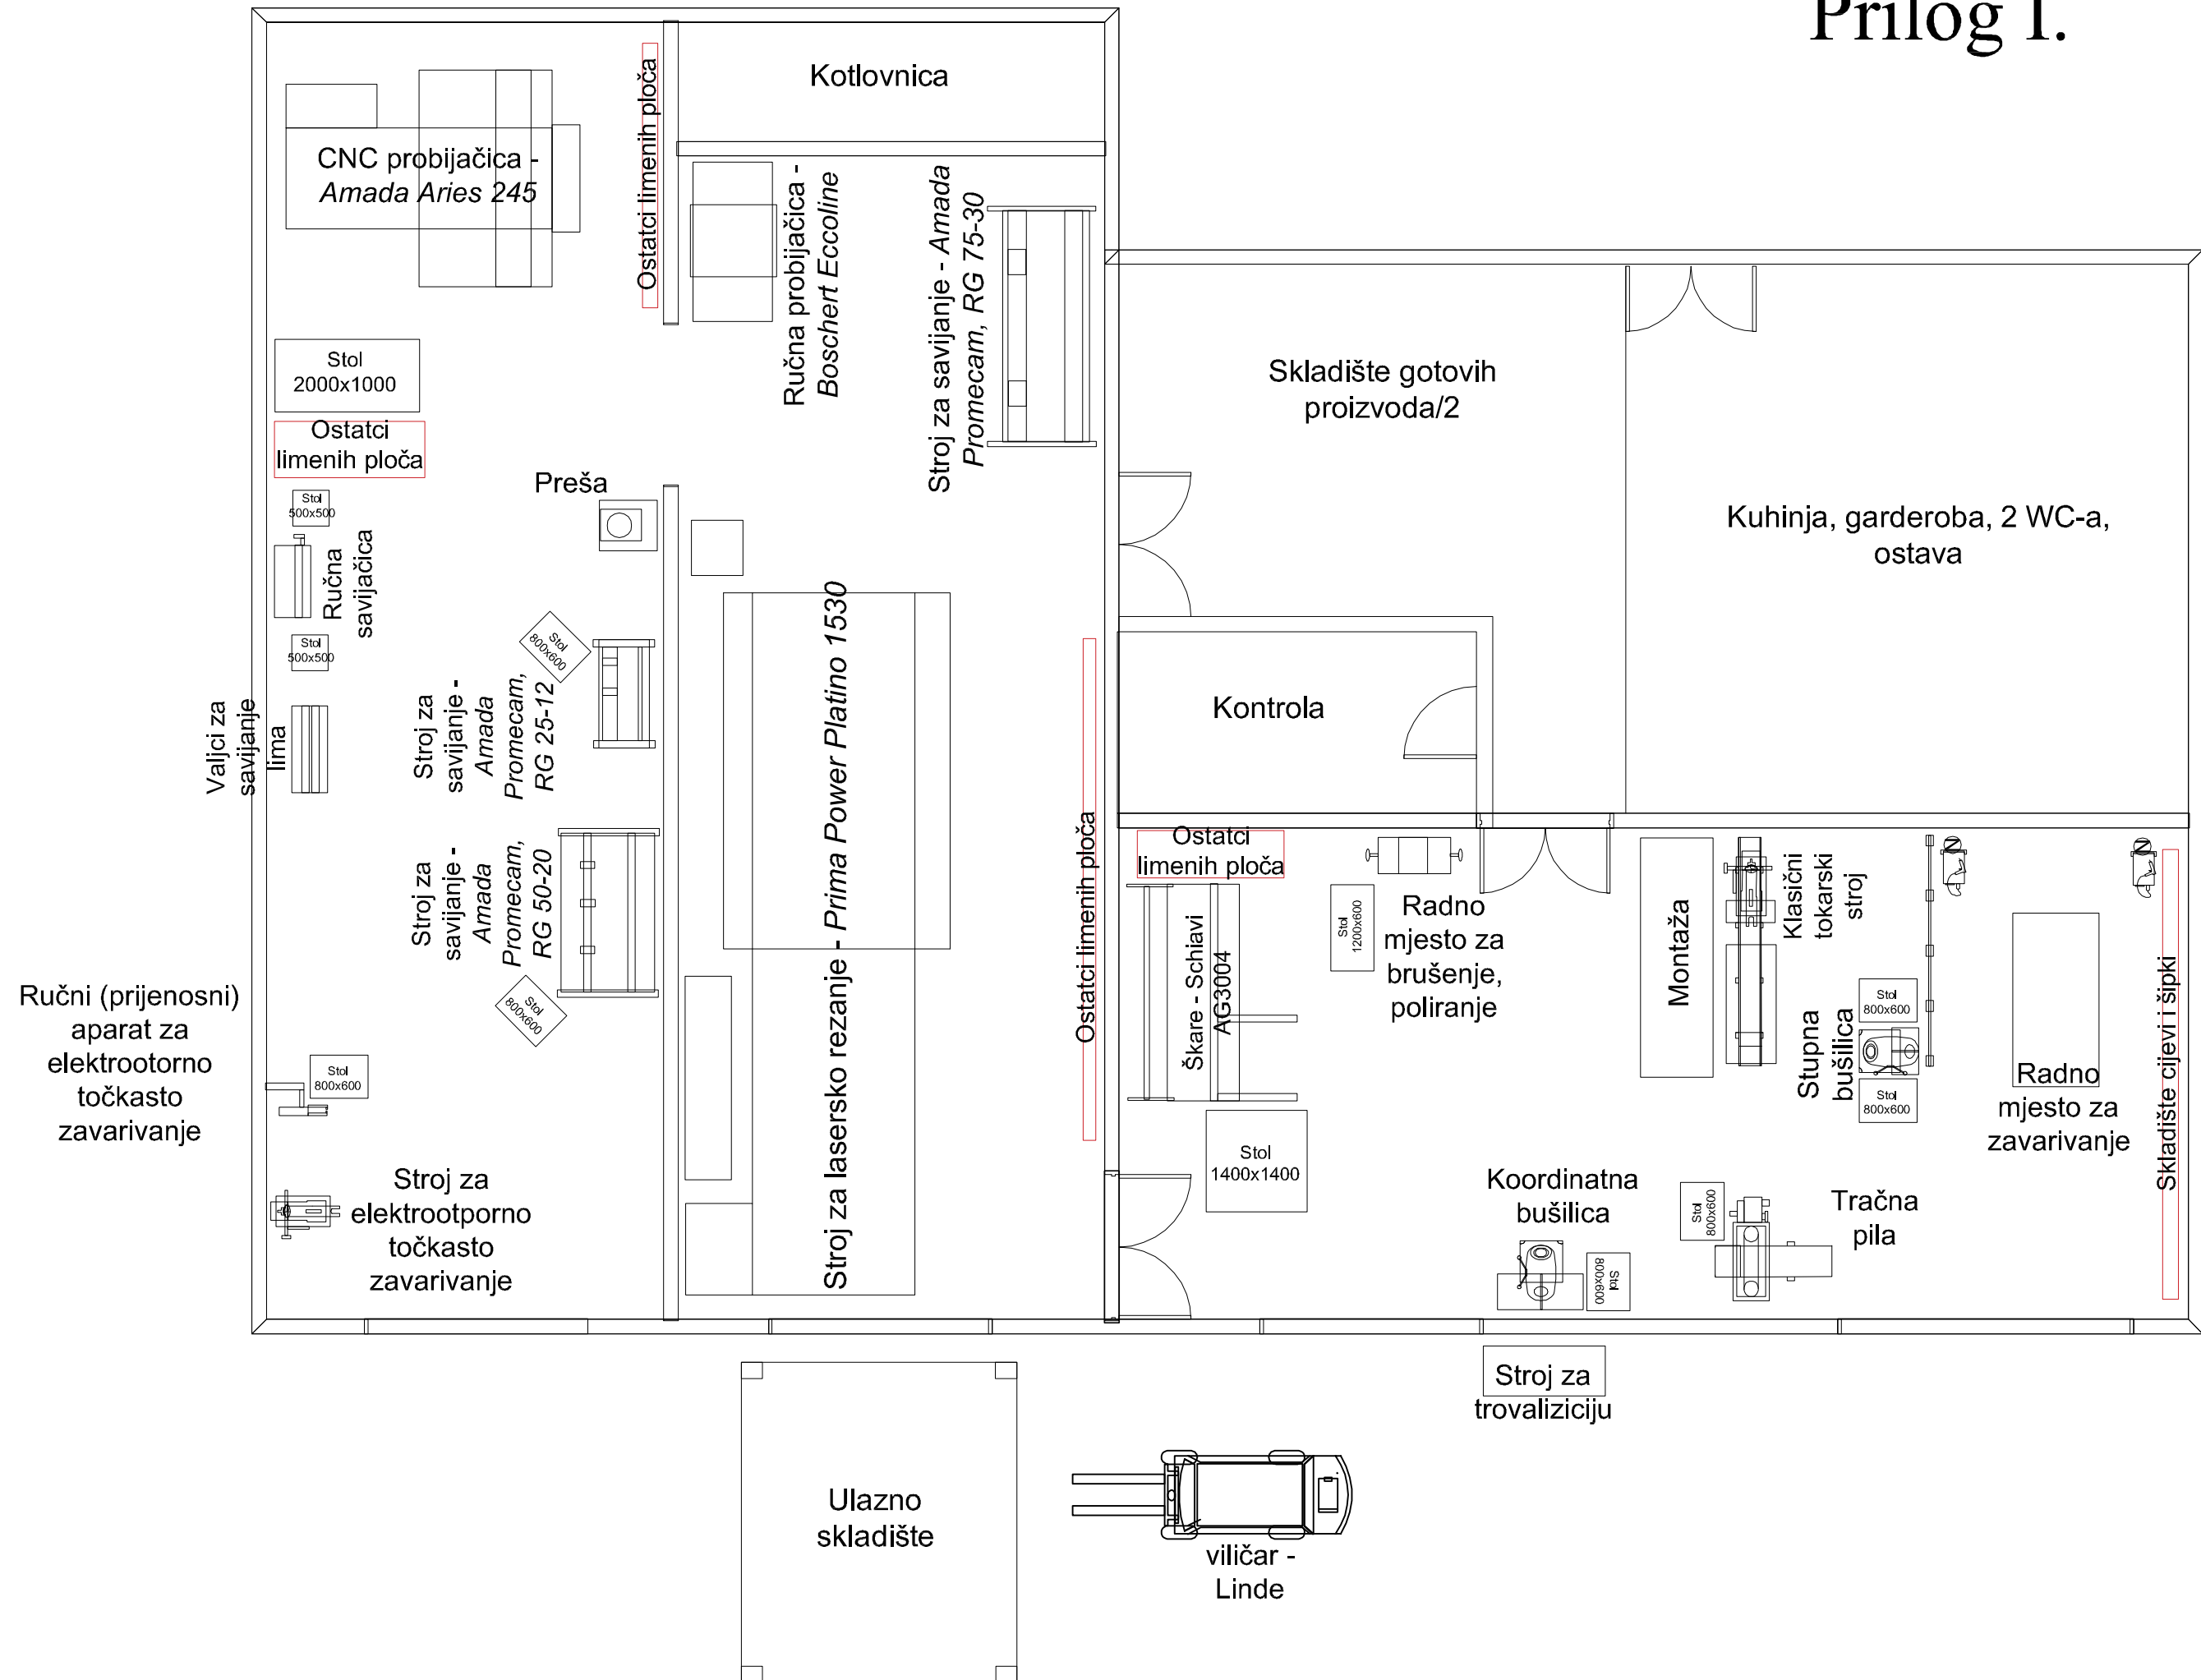 Prilog I.
Kotlovnica
CNC probijačica -
Amada Aries 245
Ostatci limenih ploča
Ručna probijačica -
Boschert Eccoline
Stroj za savijanje - Amada
Promecam, RG 75-30
Stol
2000x1000
Ostatci
limenih ploča
Stol
500x500
Ručna
savijačica
Stol
500x500
Valjci za
savijanje
lima
Preša
Stol
800x600
Stroj za
savijanje -
Amada
Promecam,
RG 25-12
Stroj za
savijanje -
Amada
Promecam,
RG 50-20
Stol
800x600
Stroj za lasersko rezanje - Prima Power Platino 1530
Ostatci limenih ploča
Skladište gotovih
proizvoda/2
Kuhinja, garderoba, 2 WC-a,
ostava
Kontrola
Ostatci
limenih ploča
Škare - Schiavi
AG3004
Stol
1200x600
Radno
mjesto za
brušenje,
poliranje
Montaža
Klasični
tokarski
stroj
N
N
Stol
800x600
Stupna
bušilica
Stol
800x600
Radno
mjesto za
zavarivanje
Skladište cijevi i šipki
Ručni (prijenosni)
aparat za
elektrootorno
točkasto
zavarivanje
Stol
800x600
Stroj za
elektrootporno
točkasto
zavarivanje
Stol
1400x1400
Koordinatna
bušilica
Stol
800x600
Stol
800x600
Tračna
pila
Stroj za
trovaliziciju
Ulazno
skladište
viličar -
Linde